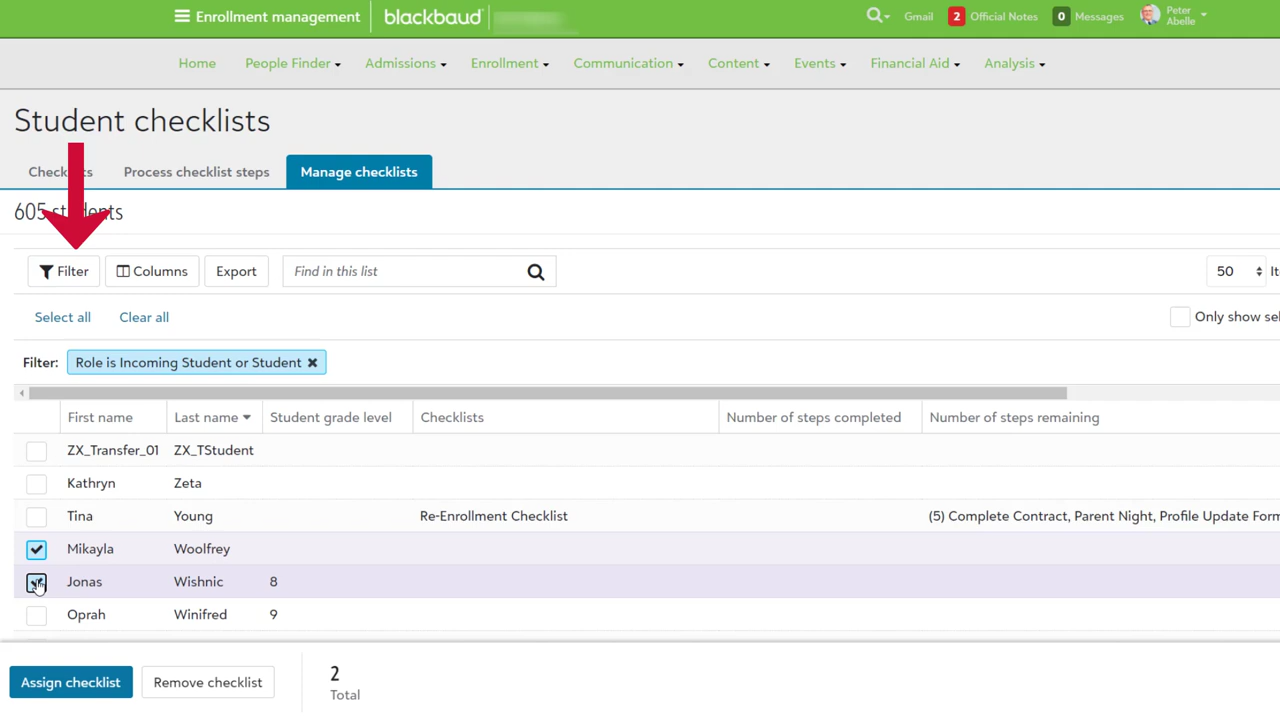 Enrollment management blackbaud Gmail 2 Official Notes 0 Messages Peter Abelle
Home People Finder Admissions Enrollment Communication Content Events Financial Aid Analysis
Student checklists
Checklists Process checklist steps Manage checklists
605 students
Filter Columns Export Find in this list 50 It
Select all Clear all Only show sel
Filter: Role is Incoming Student or Student ✖
First name Last name Student grade level Checklists Number of steps completed Number of steps remaining
ZX_Transfer_01 ZX_TStudent
Kathryn Zeta
Tina Young Re-Enrollment Checklist (5) Complete Contract, Parent Night, Profile Update Form
Mikayla Woolfrey
Jonas Wishnic 8
Oprah Winifred 9
Assign checklist Remove checklist 2
Total